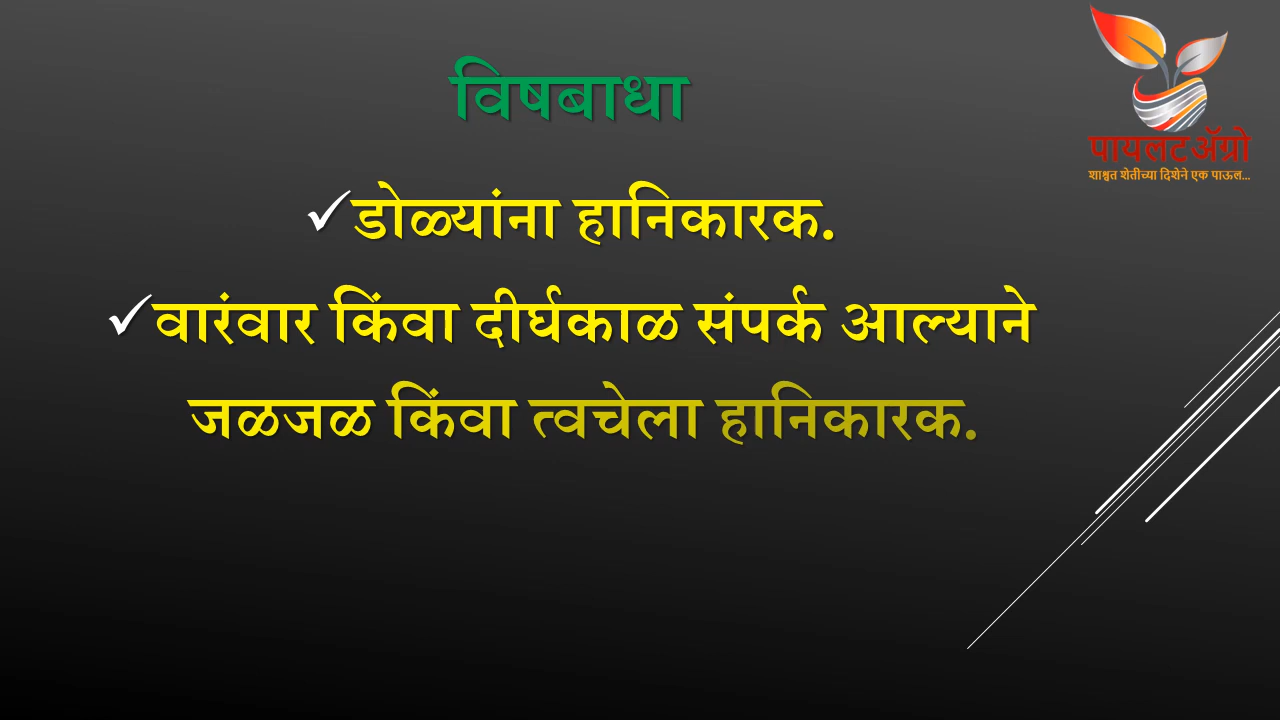 विषबाधा
पायलटॲग्रो
शाश्वत शेतीच्या दिशेने एक पाऊल...
✓डोळ्यांना हानिकारक.
✓वारंवार किंवा दीर्घकाळ संपर्क आल्याने
जळजळ किंवा त्वचेला हानिकारक.